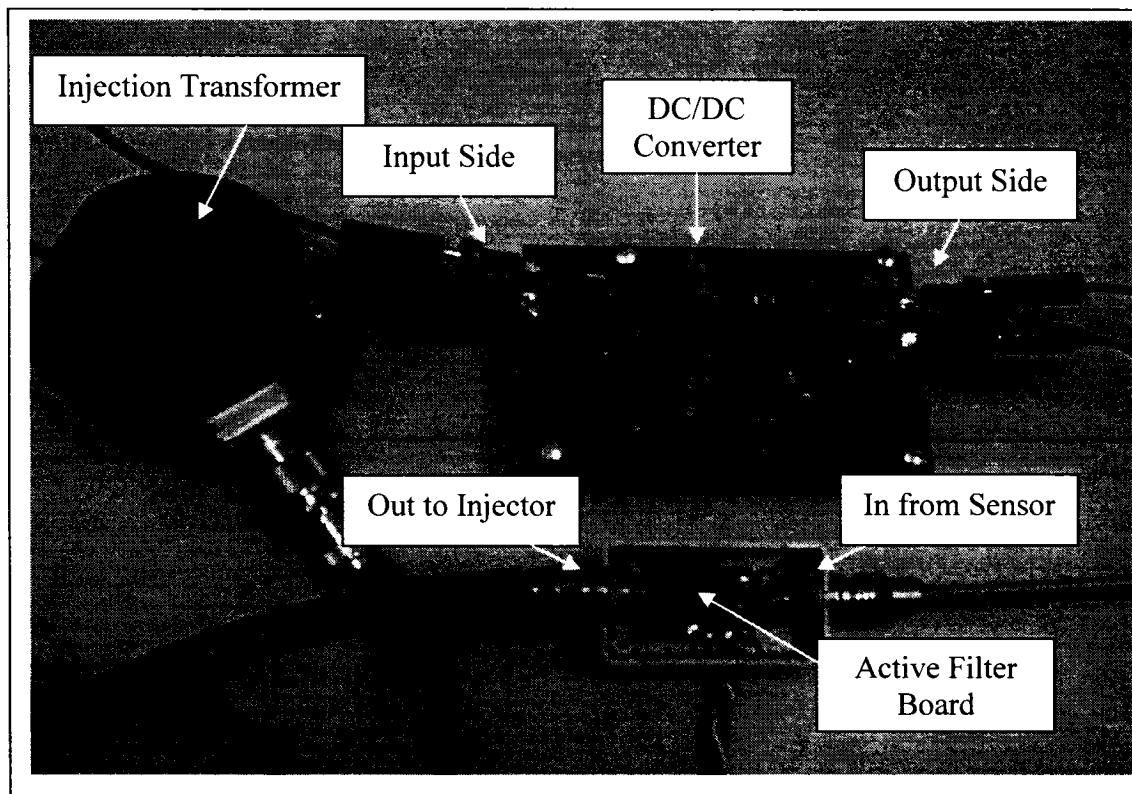 Injection Transformer
Input Side
DC/DC
Converter
Output Side
Out to Injector
In from Sensor
Active Filter
Board